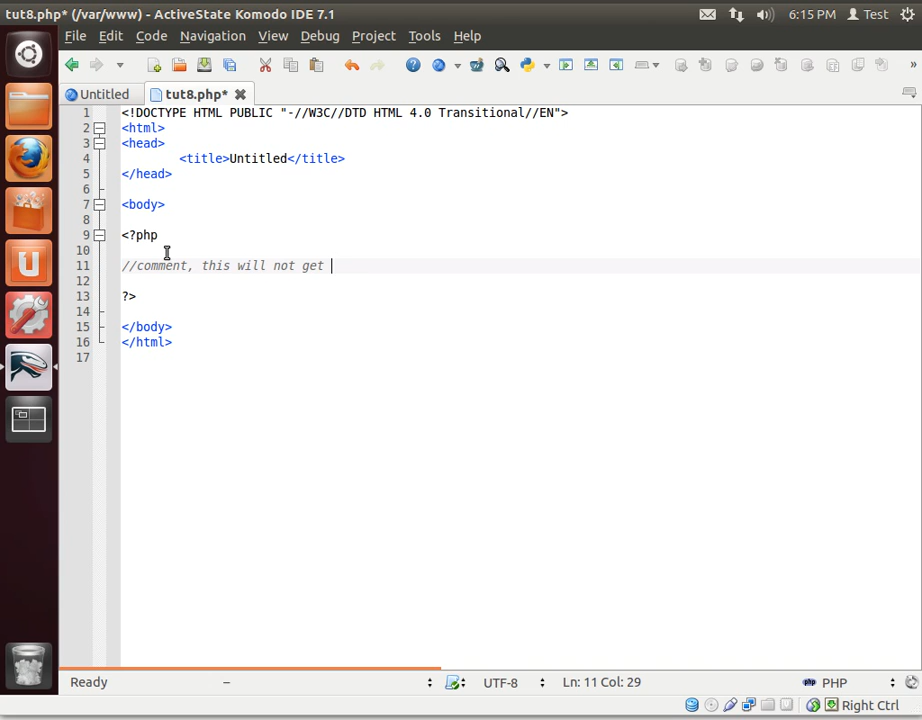 tut8.php* (/var/www) - ActiveState Komodo IDE 7.1
6:15 PM Test
File Edit Code Navigation View Debug Project Tools Help
Untitled tut8.php*
1 <!DOCTYPE HTML PUBLIC "-//W3C//DTD HTML 4.0 Transitional//EN">
2 <html>
3 <head>
4 <title>Untitled</title>
5 </head>
6
7 <body>
8
9 <?php
10
11 //comment, this will not get
12
13 ?>
14
15 </body>
16 </html>
17
Ready – UTF-8 Ln: 11 Col: 29 php PHP
Right Ctrl